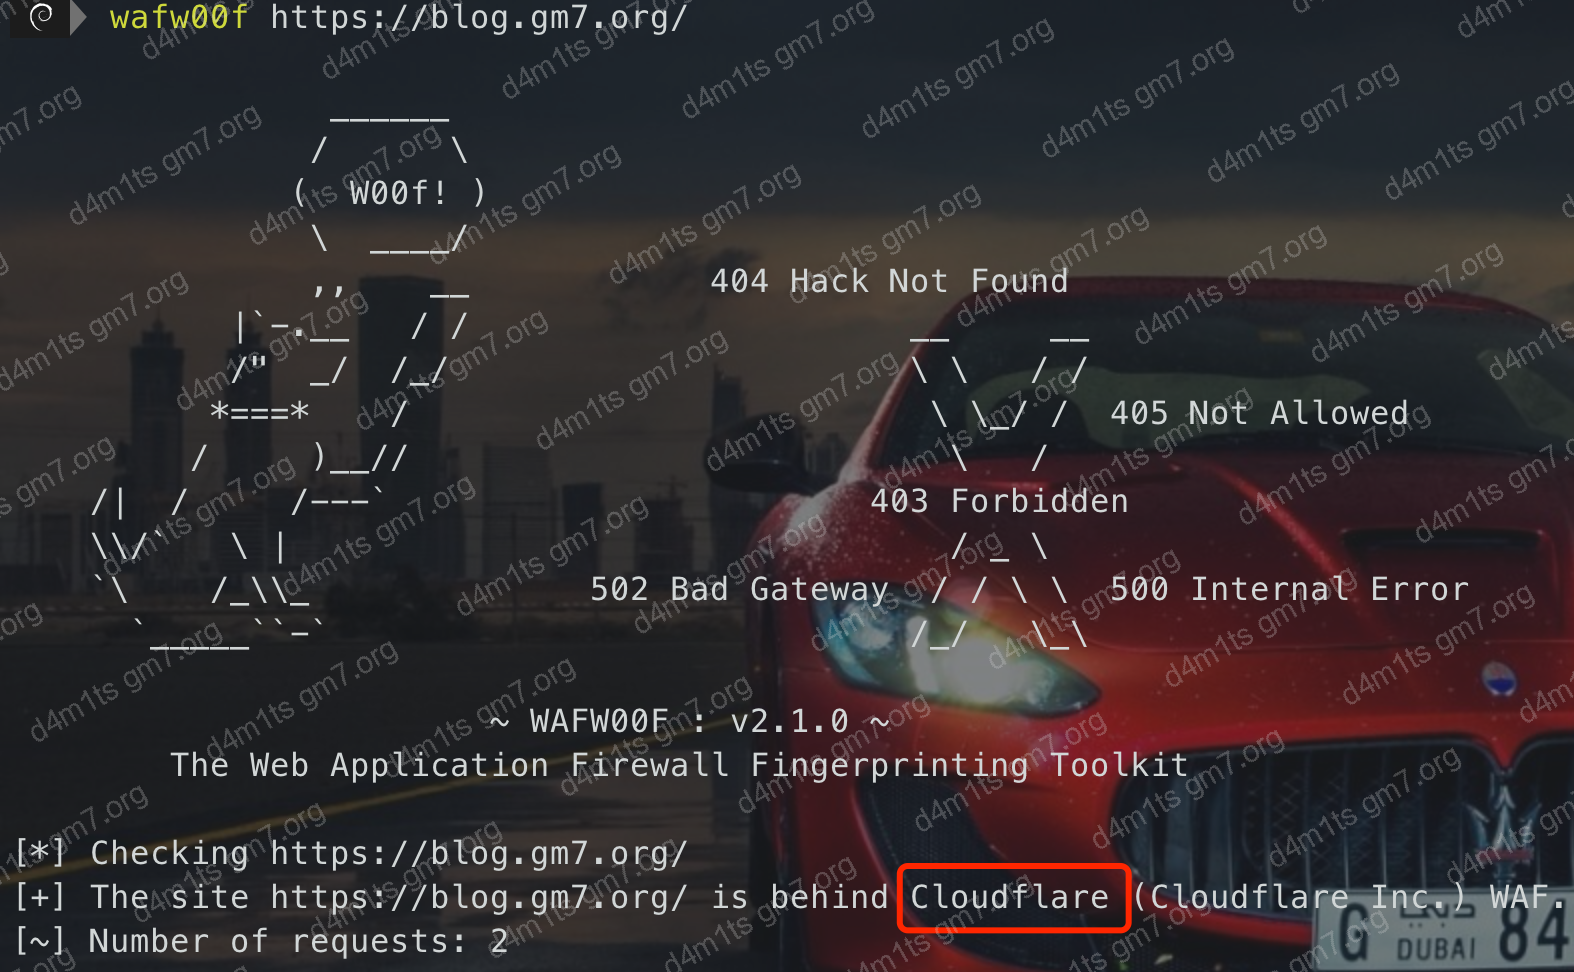 wafw00f https://blog.gm7.org/
______
/      \
(  W00f! )
\  ____/
,,    __            404 Hack Not Found
|`-.__   / /                      __     __
/"  _/  /_/                       \ \   / /
*===*    /                          \ \_/ /  405 Not Allowed
/     )__//                           \   /
/|  /     /---`                        403 Forbidden
\\/`   \ |                                 / _ \
`\    /_\\_              502 Bad Gateway  / / \ \  500 Internal Error
`_____``-`                             /_/   \_\
~ WAFW00F : v2.1.0 ~
The Web Application Firewall Fingerprinting Toolkit
[*] Checking https://blog.gm7.org/
[+] The site https://blog.gm7.org/ is behind Cloudflare (Cloudflare Inc.) WAF.
[~] Number of requests: 2
G DUBAI 84
دبي
d4m1ts gm7.org